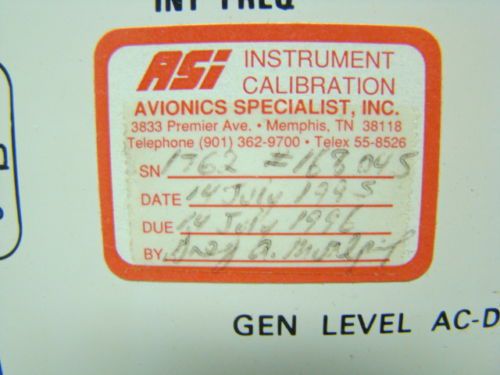 INT FREQ
ASi INSTRUMENT
CALIBRATION
AVIONICS SPECIALIST, INC.
3833 Premier Ave. • Memphis, TN 38118
Telephone (901) 362-9700 • Telex 55-8526
SN 1762 #168045
DATE 14 July 1995
DUE 14 July 1996
BY
GEN LEVEL AC-D